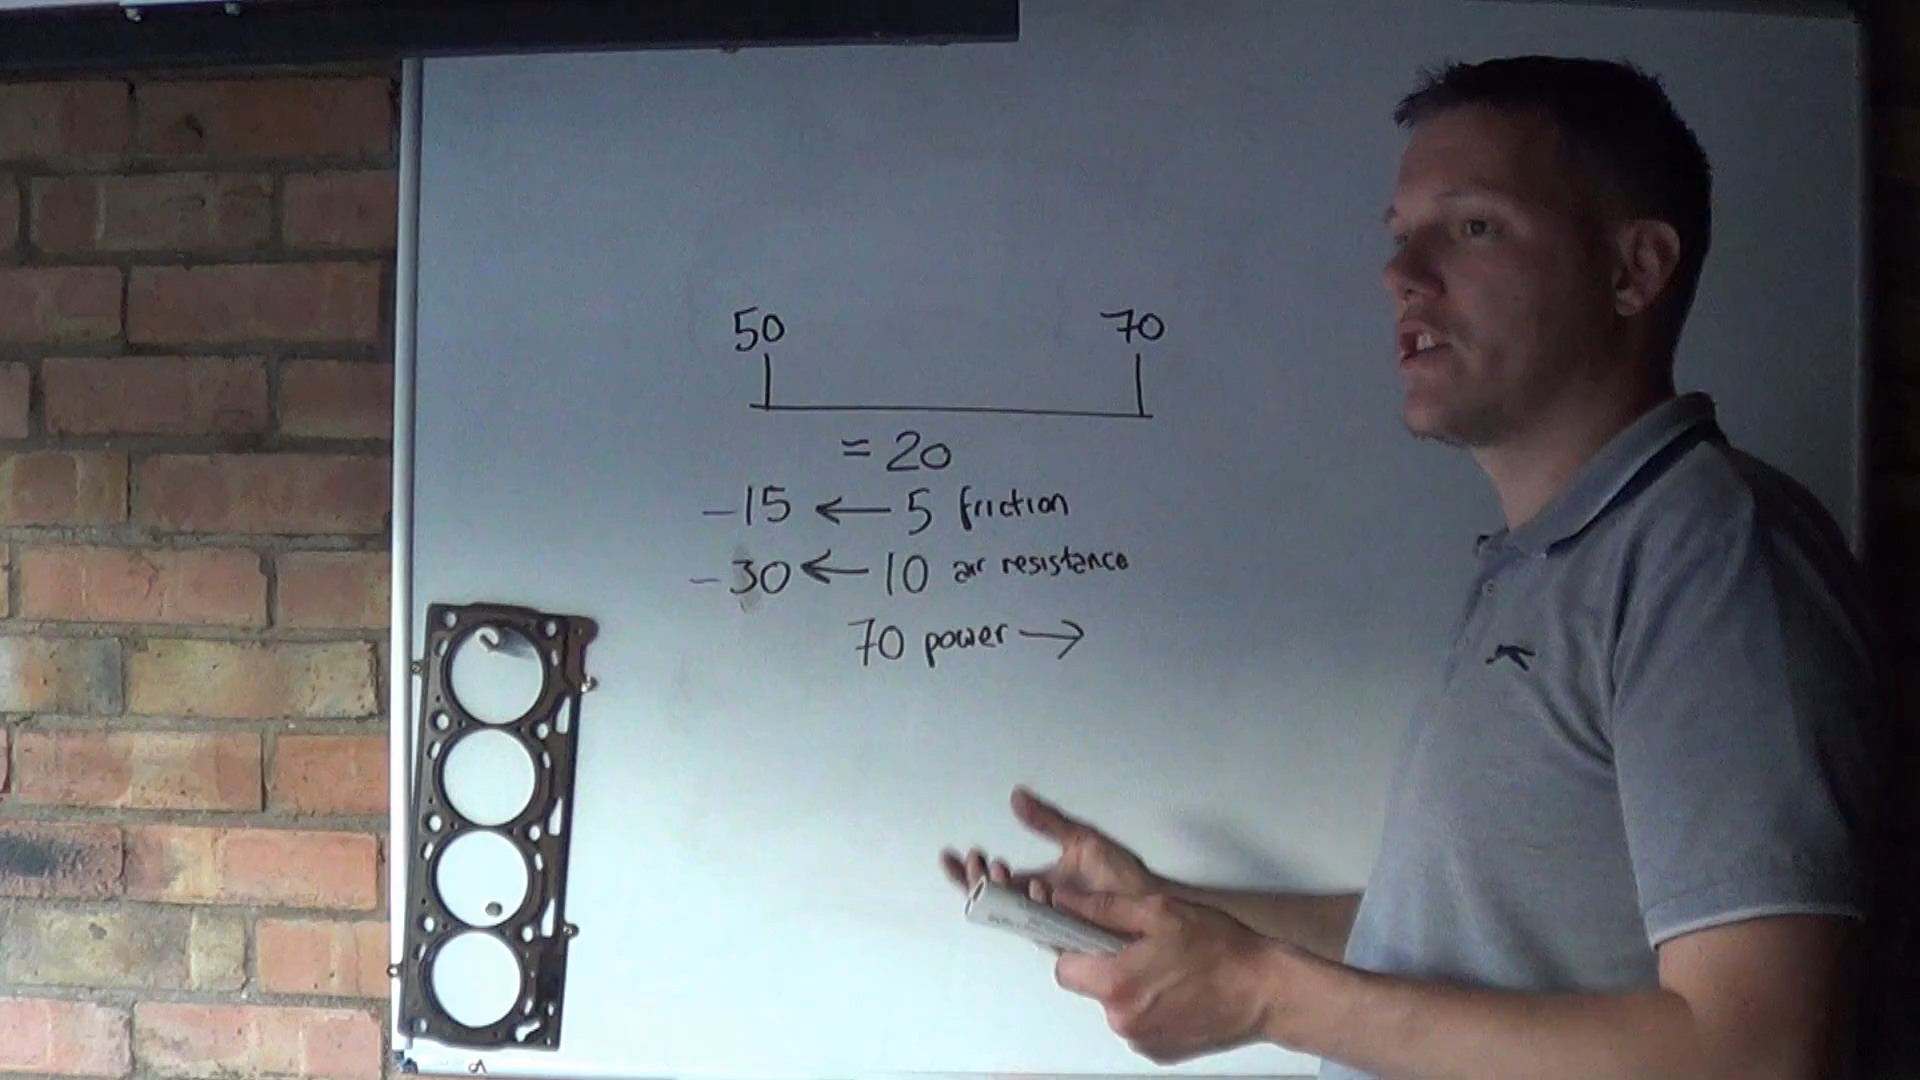 50 70
= 20
-15 ← 5 friction
-30 ← 10 air resistance
70 power →